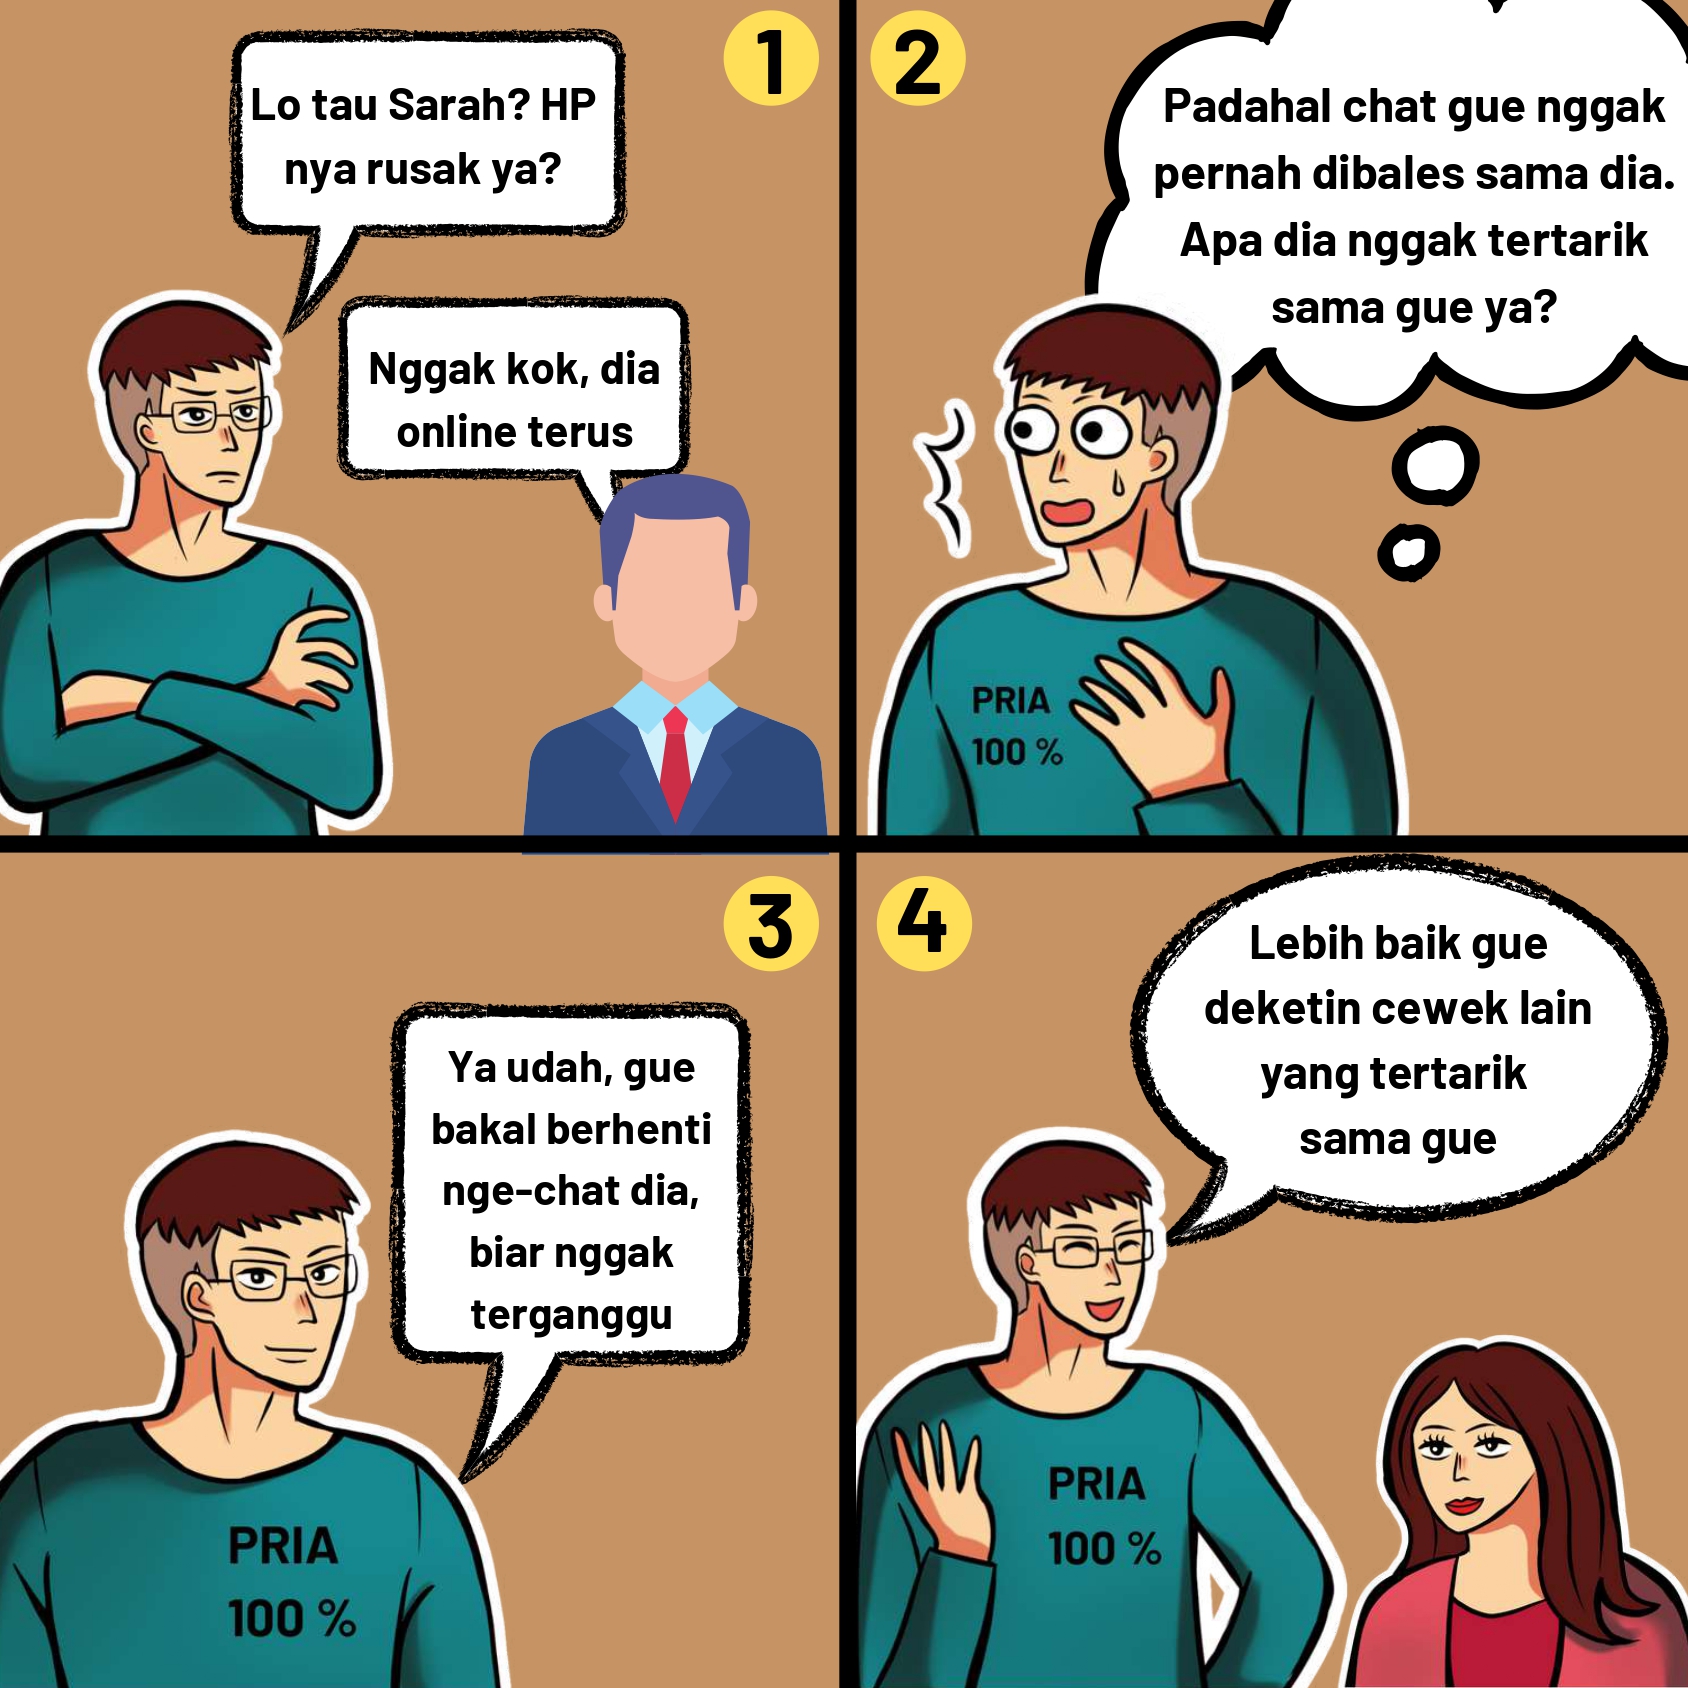 1
Lo tau Sarah? HP
nya rusak ya?
Nggak kok, dia
online terus
2
Padahal chat gue nggak
pernah dibales sama dia.
Apa dia nggak tertarik
sama gue ya?
PRIA
100 %
3
Ya udah, gue
bakal berhenti
nge-chat dia,
biar nggak
terganggu
PRIA
100 %
4
Lebih baik gue
deketin cewek lain
yang tertarik
sama gue
PRIA
100 %